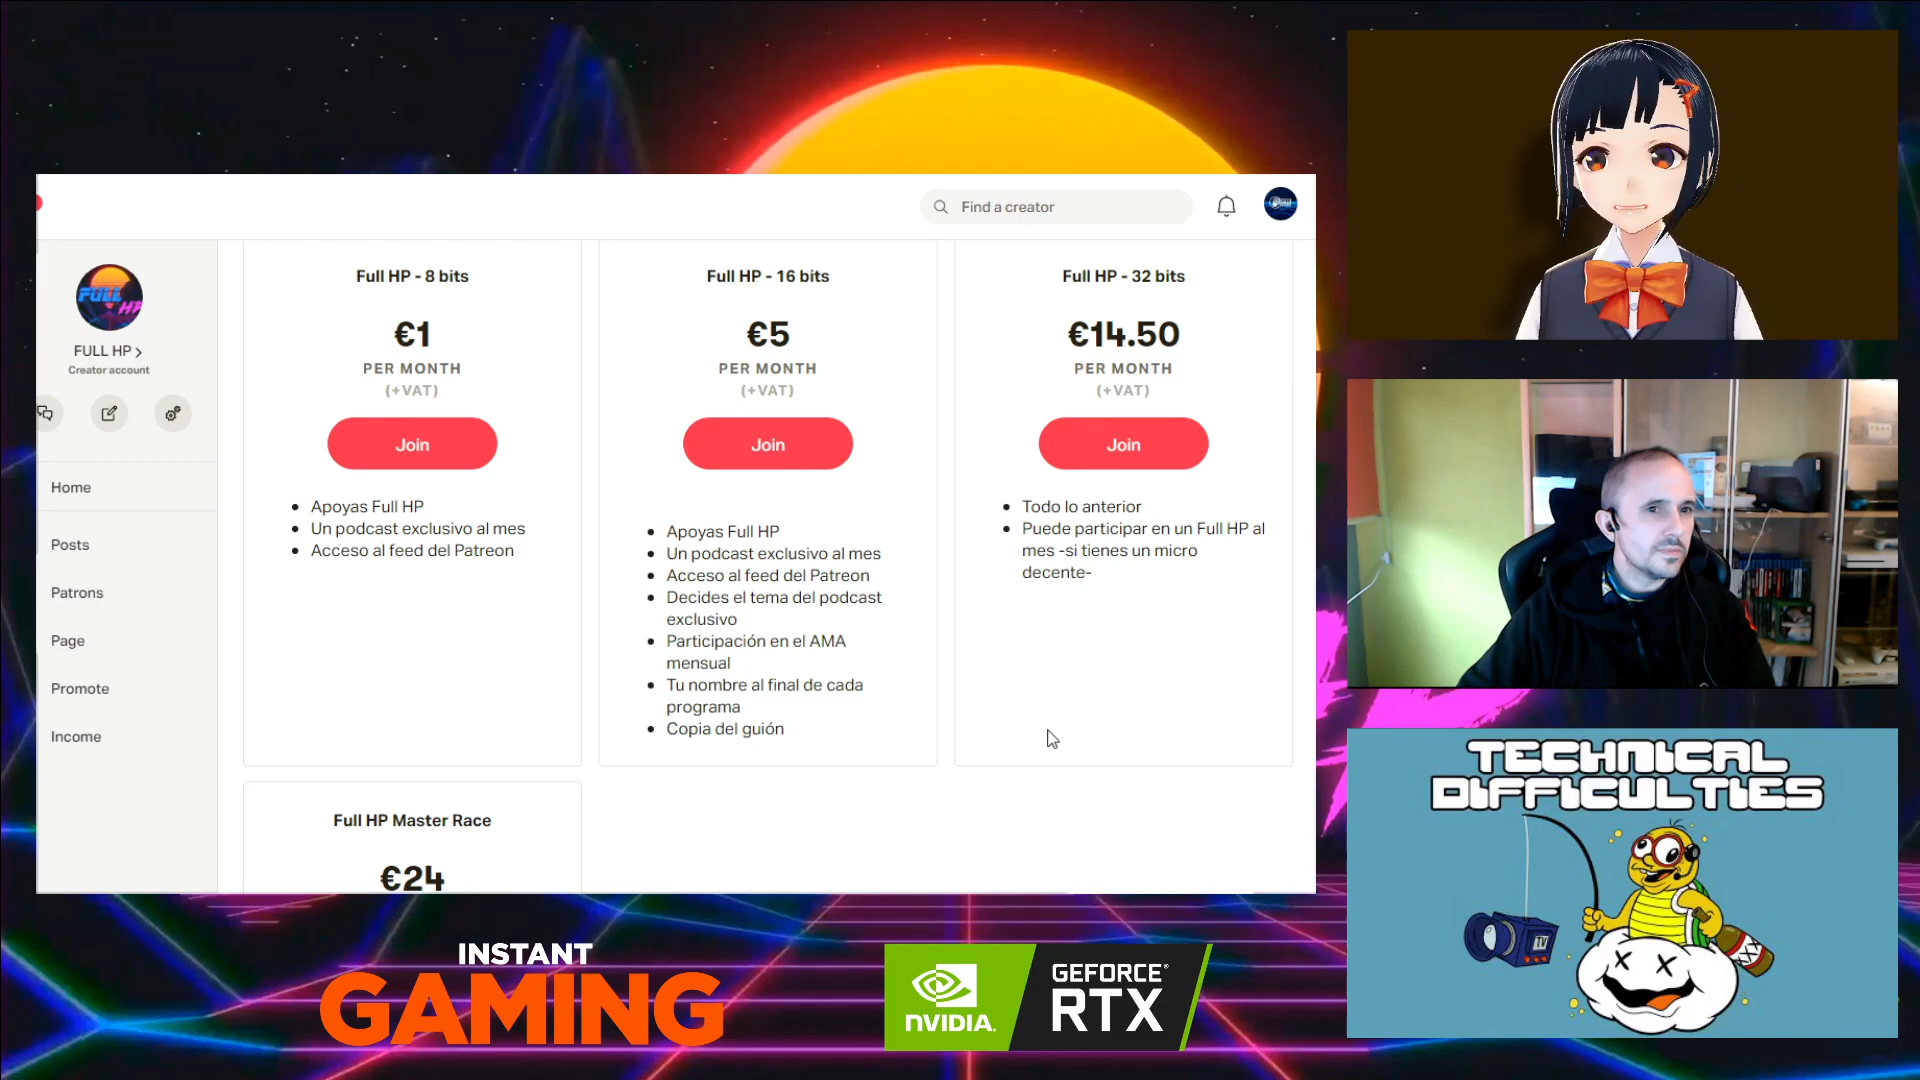 Find a creator
FULL HP
FULL HP
Creator account
Home
Posts
Patrons
Page
Promote
Income
Full HP - 8 bits
€1
PER MONTH
(+VAT)
Join
Apoyas Full HP
Un podcast exclusivo al mes
Acceso al feed del Patreon
Full HP - 16 bits
€5
PER MONTH
(+VAT)
Join
Apoyas Full HP
Un podcast exclusivo al mes
Acceso al feed del Patreon
Decides el tema del podcast
exclusivo
Participación en el AMA
mensual
Tu nombre al final de cada
programa
Copia del guión
Full HP - 32 bits
€14.50
PER MONTH
(+VAT)
Join
Todo lo anterior
Puede participar en un Full HP al
mes -si tienes un micro
decente-
Full HP Master Race
€24
INSTANT
GAMING
NVIDIA.
GEFORCE®
RTX
TECHNICAL
DIFFICULTIES
TV
XXX